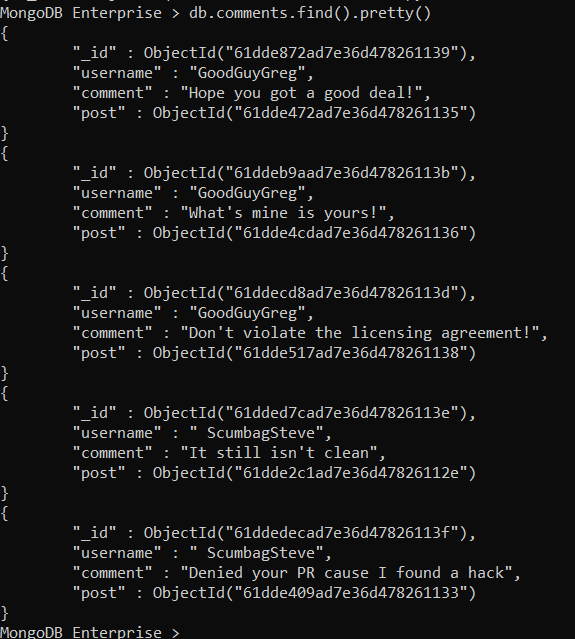 MongoDB Enterprise > db.comments.find().pretty()
{
"_id" : ObjectId("61dde872ad7e36d478261139"),
"username" : "GoodGuyGreg",
"comment" : "Hope you got a good deal!",
"post" : ObjectId("61dde472ad7e36d478261135")
}
{
"_id" : ObjectId("61ddeb9aad7e36d47826113b"),
"username" : "GoodGuyGreg",
"comment" : "What's mine is yours!",
"post" : ObjectId("61dde4cdad7e36d478261136")
}
{
"_id" : ObjectId("61ddecd8ad7e36d47826113d"),
"username" : "GoodGuyGreg",
"comment" : "Don't violate the licensing agreement!",
"post" : ObjectId("61dde517ad7e36d478261138")
}
{
"_id" : ObjectId("61dded7cad7e36d47826113e"),
"username" : " ScumbagSteve",
"comment" : "It still isn't clean",
"post" : ObjectId("61dde2c1ad7e36d47826112e")
}
{
"_id" : ObjectId("61ddedecad7e36d47826113f"),
"username" : " ScumbagSteve",
"comment" : "Denied your PR cause I found a hack",
"post" : ObjectId("61dde409ad7e36d478261133")
}
MongoDB Enterprise >